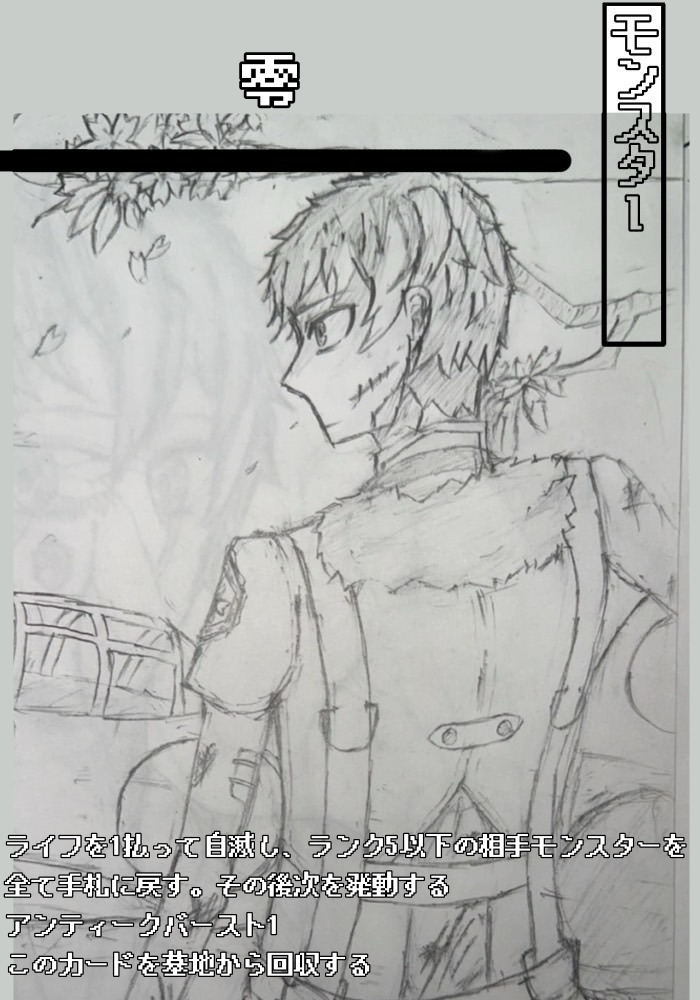 零
モンスター
ライフを1払って自滅し、ランク5以下の相手モンスターを
全て手札に戻す。その後次を発動する
アンティークバースト1
このカードを墓地から回収する